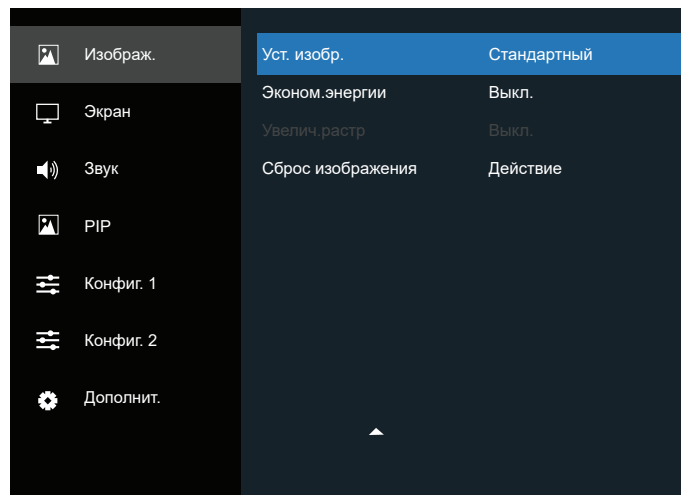 Изображ.
Экран
Звук
PIP
Конфиг. 1
Конфиг. 2
Дополнит.
Уст. изобр. Стандартный
Эконом.энергии Выкл.
Увелич.растр Выкл.
Сброс изображения Действие